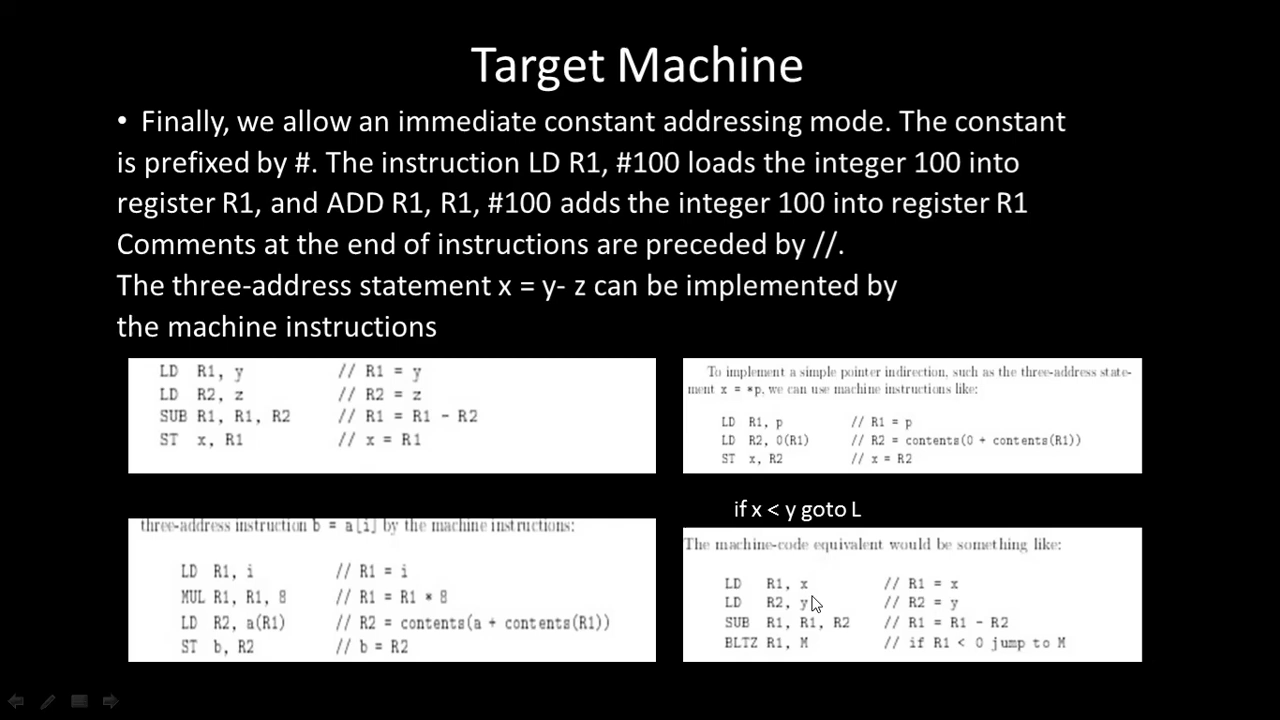 Target Machine
• Finally, we allow an immediate constant addressing mode. The constant
is prefixed by #. The instruction LD R1, #100 loads the integer 100 into
register R1, and ADD R1, R1, #100 adds the integer 100 into register R1
Comments at the end of instructions are preceded by //.
The three-address statement x = y- z can be implemented by
the machine instructions
LD R1, y // R1 = y
LD R2, z // R2 = z
SUB R1, R1, R2 // R1 = R1 - R2
ST x, R1 // x = R1
To implement a simple pointer indirection, such as the three-address state-
ment x = *p, we can use machine instructions like:
LD R1, p // R1 = p
LD R2, 0(R1) // R2 = contents(0 + contents(R1))
ST x, R2 // x = R2
three-address instruction b = a[i] by the machine instructions:
LD R1, i // R1 = i
MUL R1, R1, 8 // R1 = R1 * 8
LD R2, a(R1) // R2 = contents(a + contents(R1))
ST b, R2 // b = R2
if x < y goto L
The machine-code equivalent would be something like:
LD R1, x // R1 = x
LD R2, y // R2 = y
SUB R1, R1, R2 // R1 = R1 - R2
BLTZ R1, M // if R1 < 0 jump to M